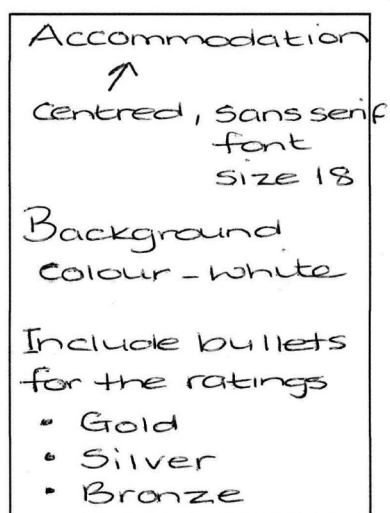 Accommodation
Centred, sans serif
font
size 18
Background
colour - white
Include bullets
for the ratings
• Gold
• Silver
• Bronze